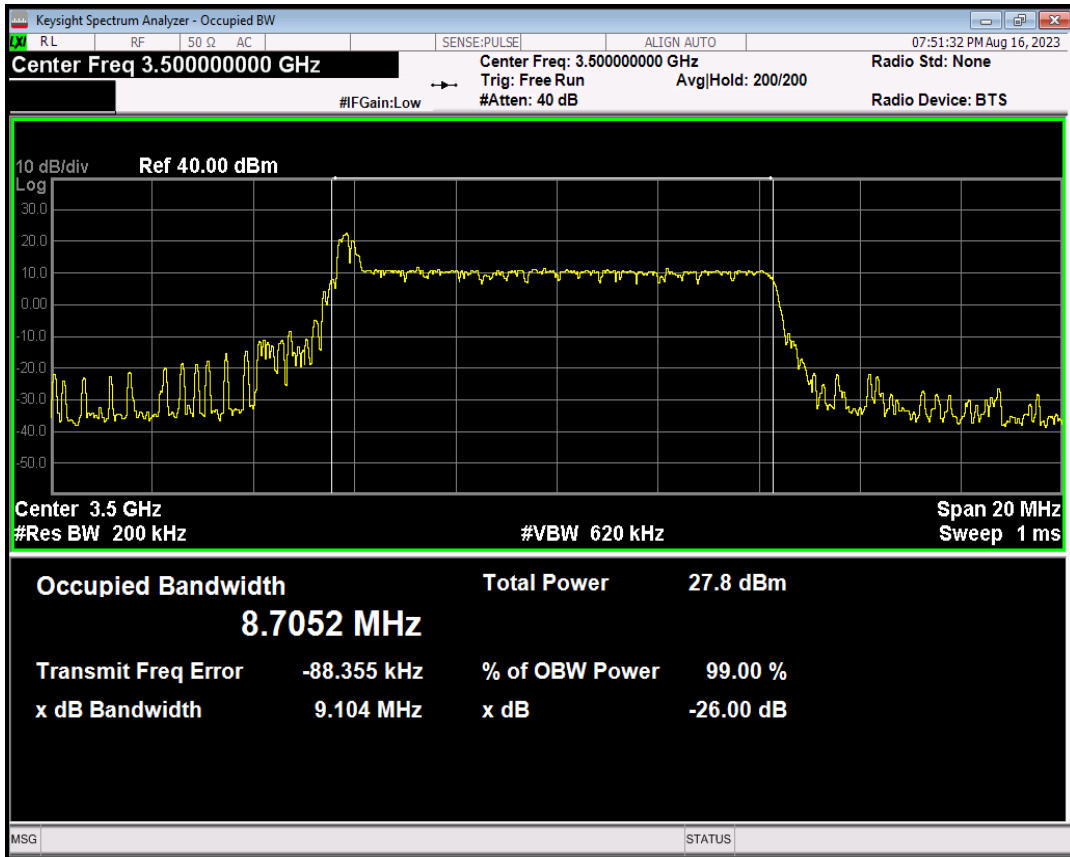 Keysight Spectrum Analyzer - Occupied BW
LXI RL RF 50 Ω AC SENSE:PULSE ALIGN AUTO 07:51:32 PM Aug 16, 2023
Center Freq 3.500000000 GHz
Center Freq: 3.500000000 GHz
Radio Std: None
Trig: Free Run Avg|Hold: 200/200
#IFGain:Low #Atten: 40 dB Radio Device: BTS
10 dB/div Ref 40.00 dBm
Log
30.0
20.0
10.0
0.00
-10.0
-20.0
-30.0
-40.0
-50.0
Center 3.5 GHz Span 20 MHz
#Res BW 200 kHz #VBW 620 kHz Sweep 1 ms
Occupied Bandwidth Total Power 27.8 dBm
8.7052 MHz
Transmit Freq Error -88.355 kHz % of OBW Power 99.00 %
x dB Bandwidth 9.104 MHz x dB -26.00 dB
MSG STATUS